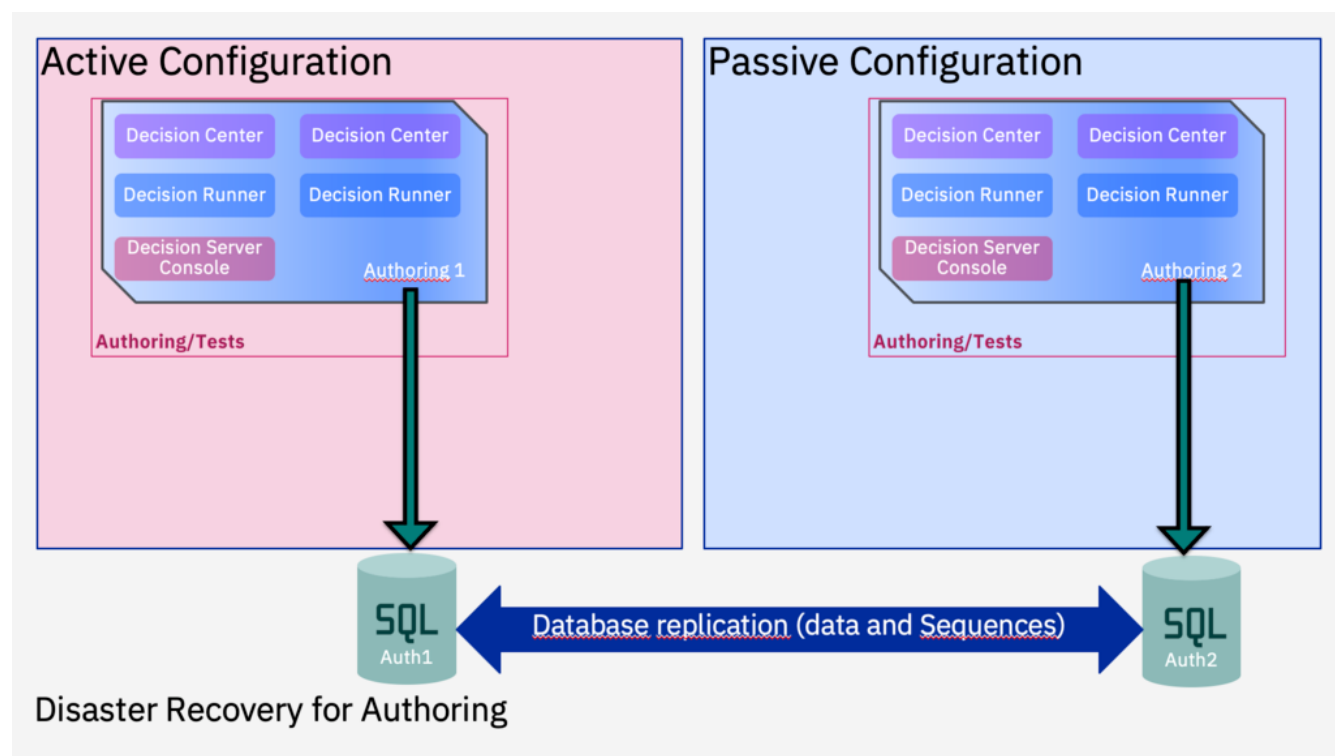 Active Configuration
Decision Center
Decision Center
Decision Runner
Decision Runner
Decision Server
Console
Authoring 1
Authoring/Tests
Passive Configuration
Decision Center
Decision Center
Decision Runner
Decision Runner
Decision Server
Console
Authoring 2
Authoring/Tests
SQL
Auth1
Database replication (data and Sequences)
SQL
Auth2
Disaster Recovery for Authoring